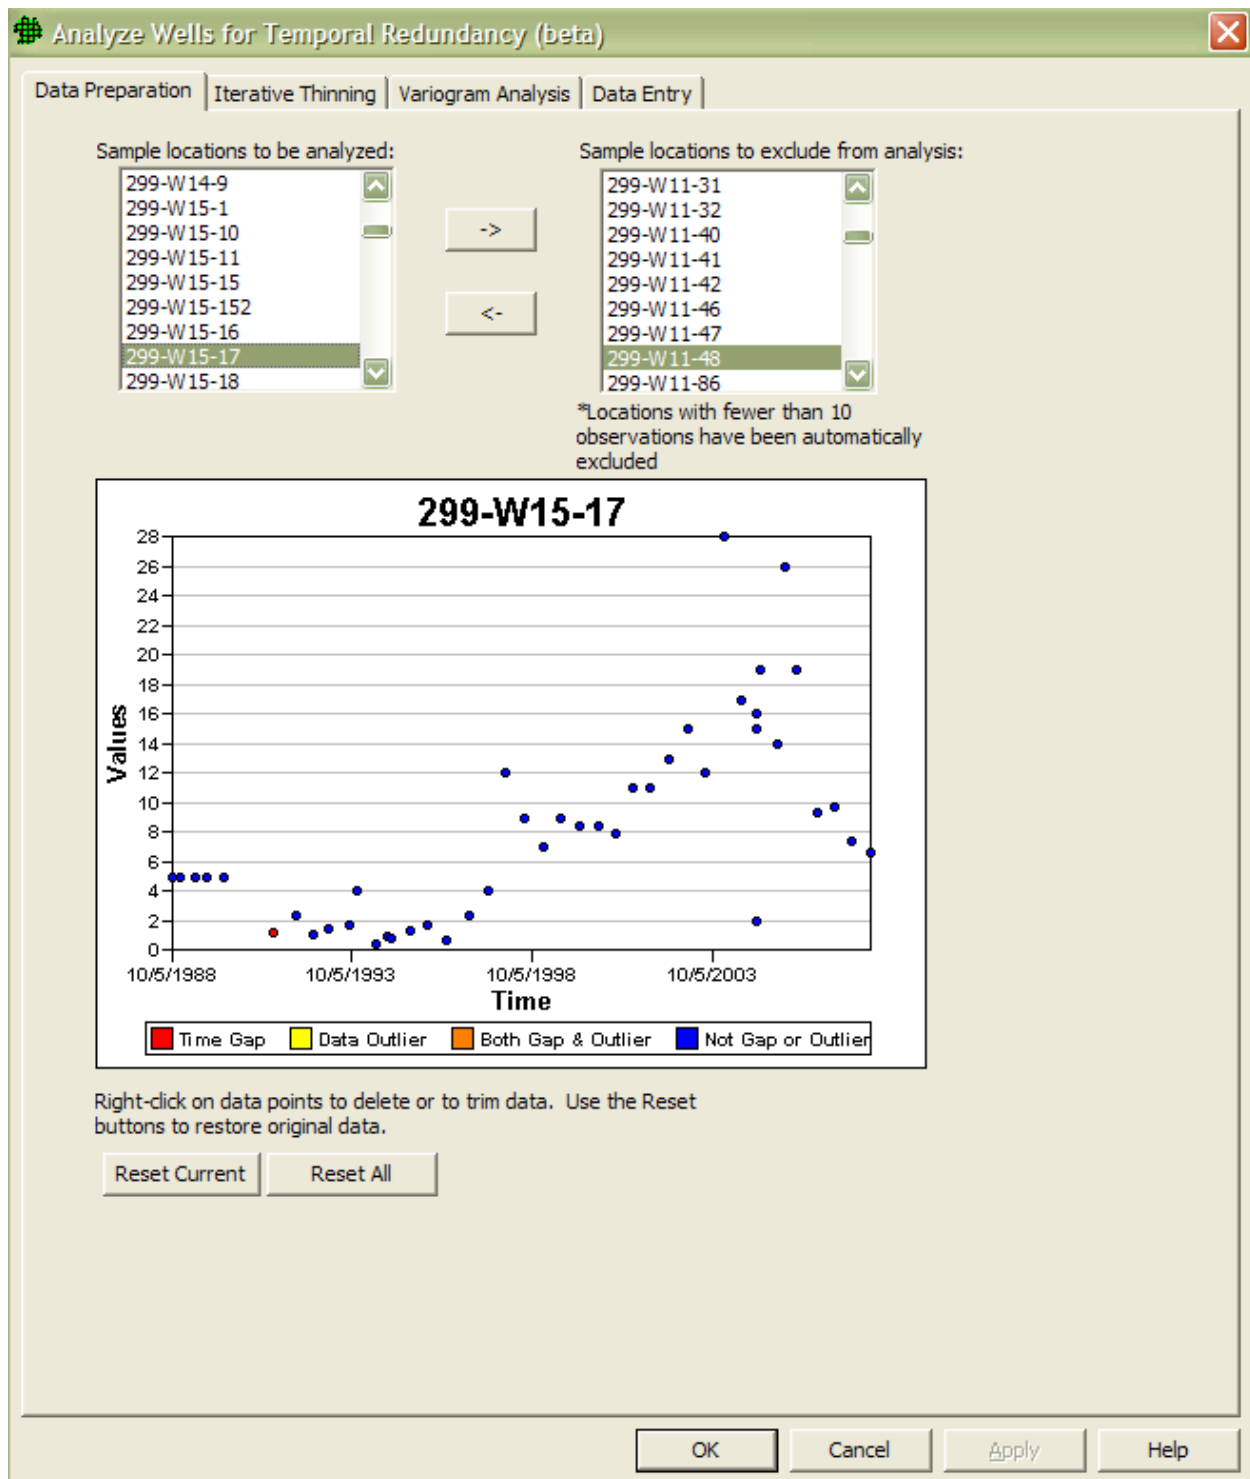 Analyze Wells for Temporal Redundancy (beta)
Data Preparation
Iterative Thinning
Variogram Analysis
Data Entry
Sample locations to be analyzed:
299-W14-9
299-W15-1
299-W15-10
299-W15-11
299-W15-15
299-W15-152
299-W15-16
299-W15-17
299-W15-18
->
<-
Sample locations to exclude from analysis:
299-W11-31
299-W11-32
299-W11-40
299-W11-41
299-W11-42
299-W11-46
299-W11-47
299-W11-48
299-W11-86
*Locations with fewer than 10
observations have been automatically
excluded
299-W15-17
Values
28
26
24
22
20
18
16
14
12
10
8
6
4
2
0
10/5/1988
10/5/1993
10/5/1998
10/5/2003
Time
Time Gap
Data Outlier
Both Gap & Outlier
Not Gap or Outlier
Right-click on data points to delete or to trim data.  Use the Reset
buttons to restore original data.
Reset Current
Reset All
OK
Cancel
Apply
Help